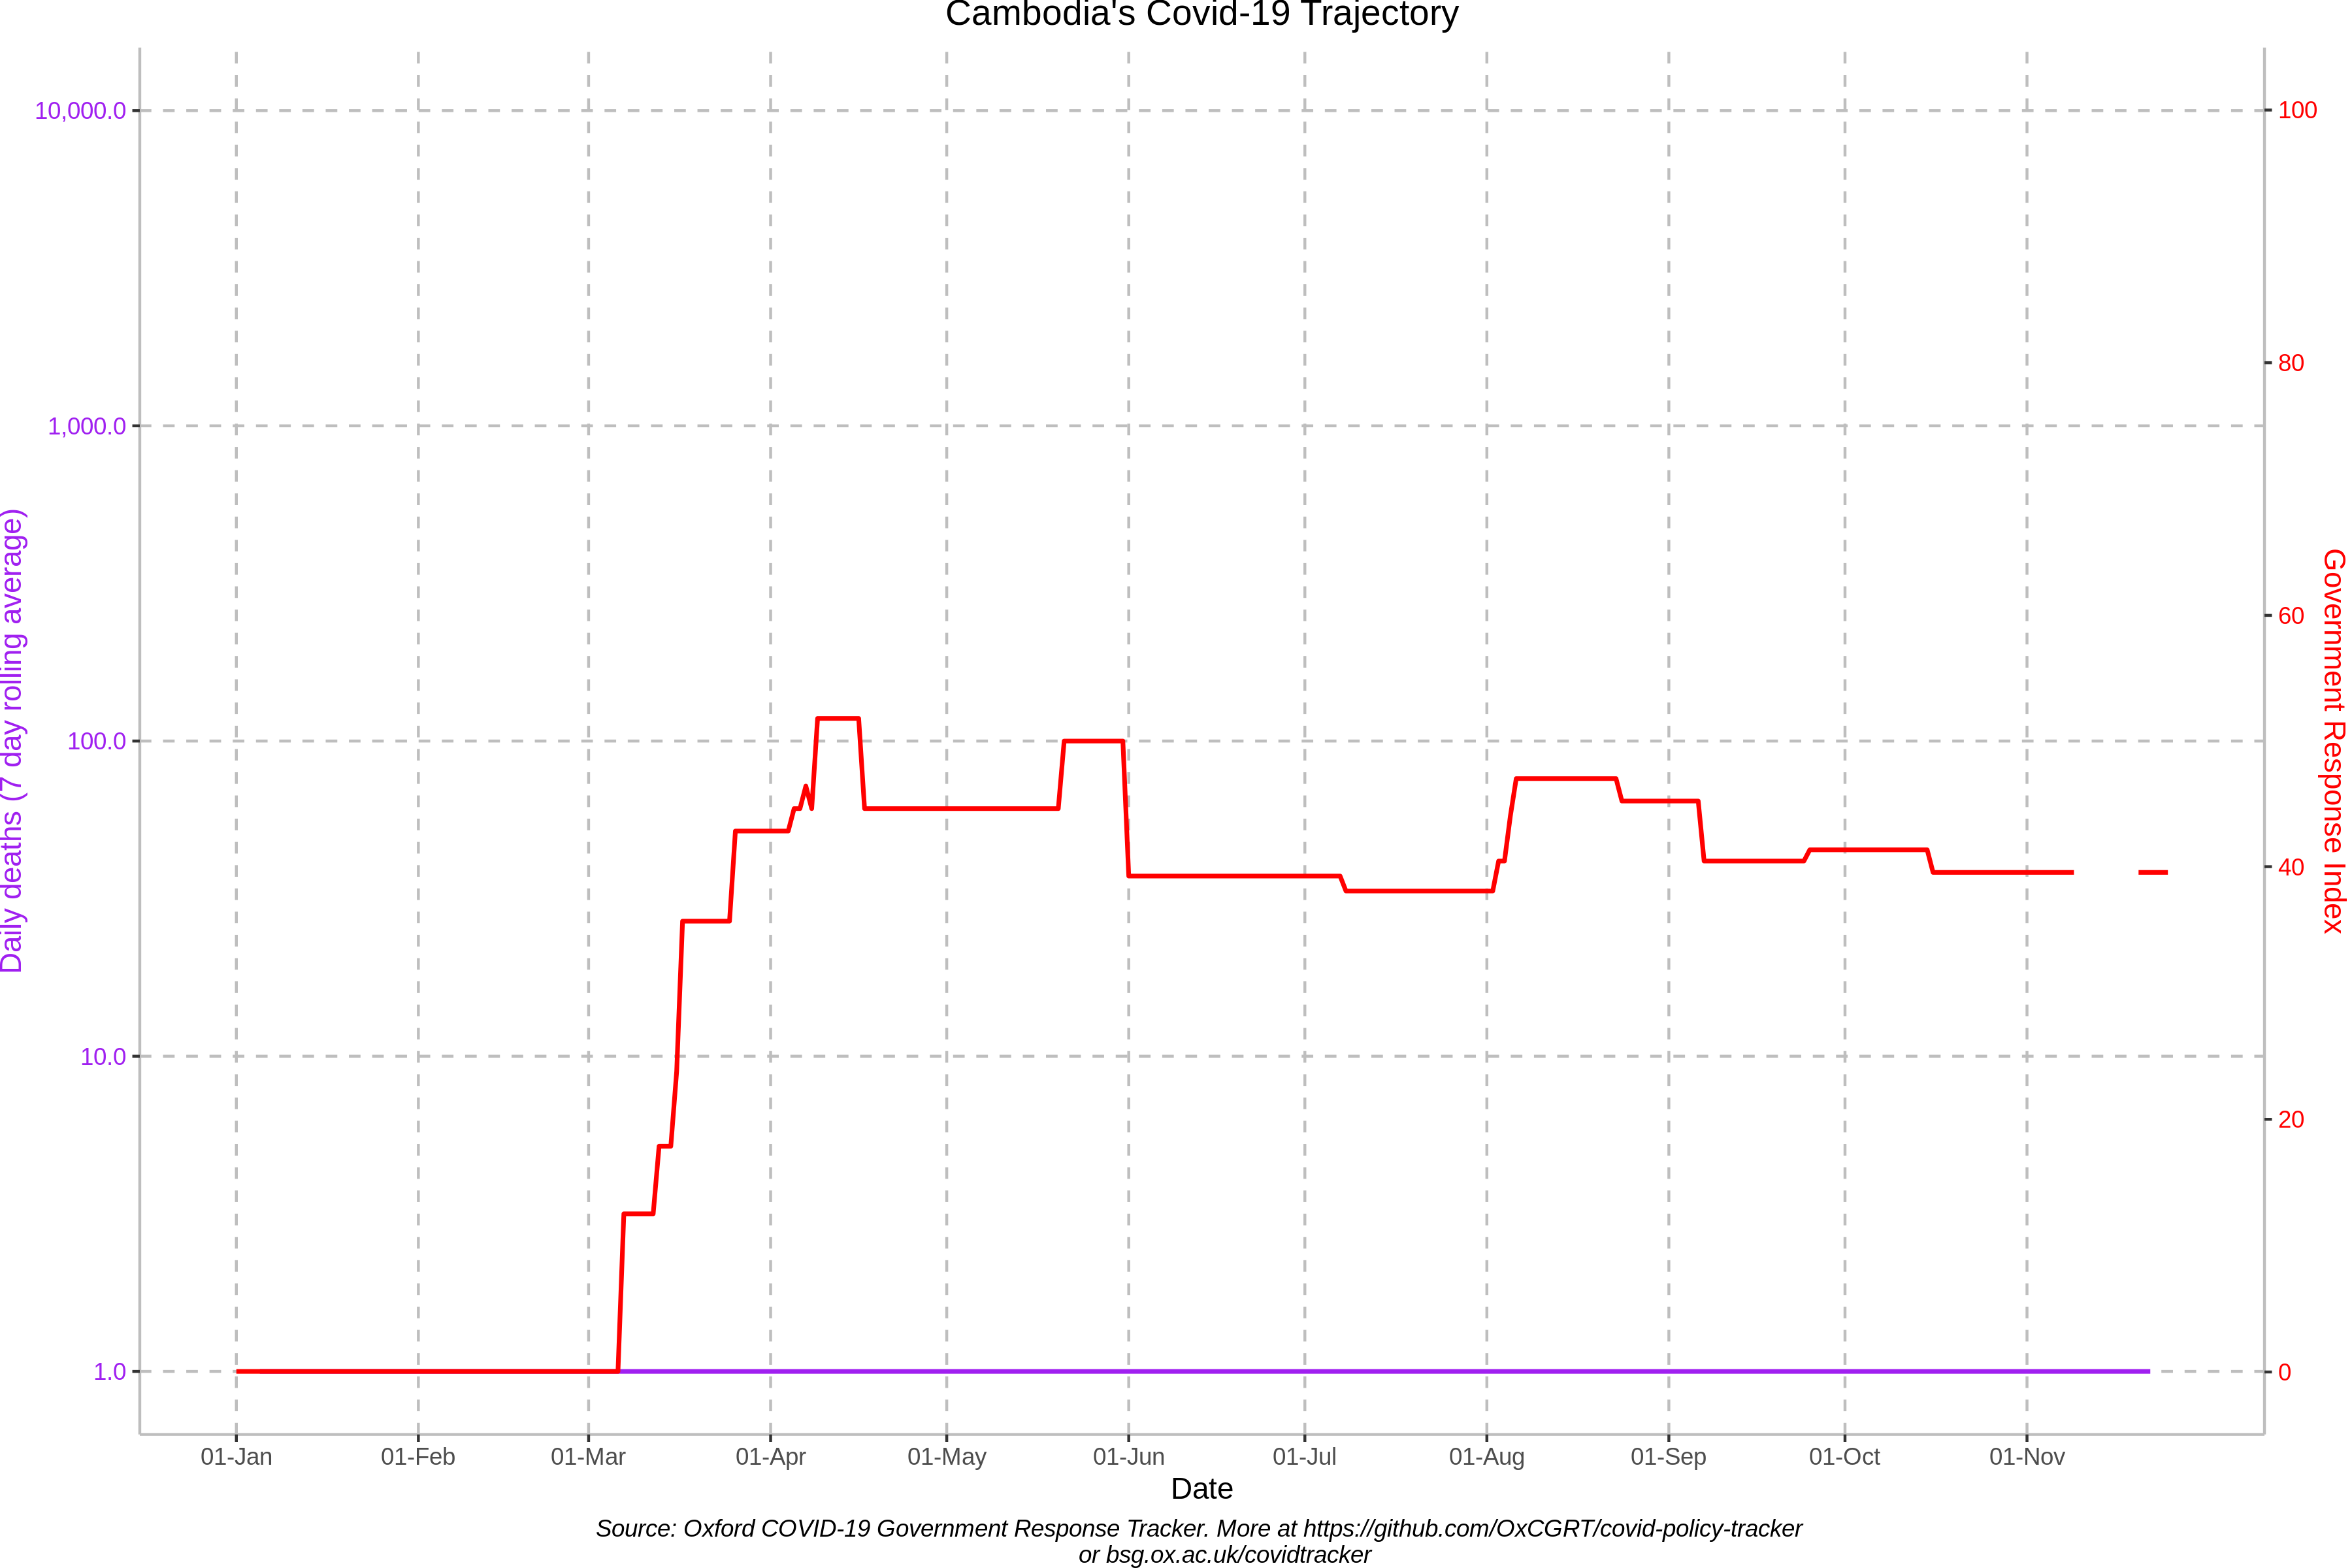 Cambodia's Covid-19 Trajectory
10,000.0
1,000.0
100.0
10.0
1.0
Daily deaths (7 day rolling average)
100
80
60
40
20
0
Government Response Index
01-Jan 01-Feb 01-Mar 01-Apr 01-May 01-Jun 01-Jul 01-Aug 01-Sep 01-Oct 01-Nov
Date
Source: Oxford COVID-19 Government Response Tracker. More at https://github.com/OxCGRT/covid-policy-tracker
or bsg.ox.ac.uk/covidtracker